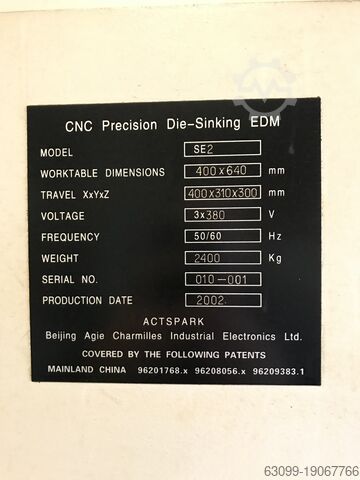 CNC Precision Die-Sinking EDM
MODEL SE2
WORKTABLE DIMENSIONS 400x640 mm
TRAVEL XxYxZ 400x310x300 mm
VOLTAGE 3x380 V
FREQUENCY 50/60 Hz
WEIGHT 2400 Kg
SERIAL NO. 010-001
PRODUCTION DATE 2002.
ACTSPARK
Beijing Agie Charmilles Industrial Electronics Ltd.
COVERED BY THE FOLLOWING PATENTS
MAINLAND CHINA 96201768.x 96208056.x 96209383.1
63099-19067766